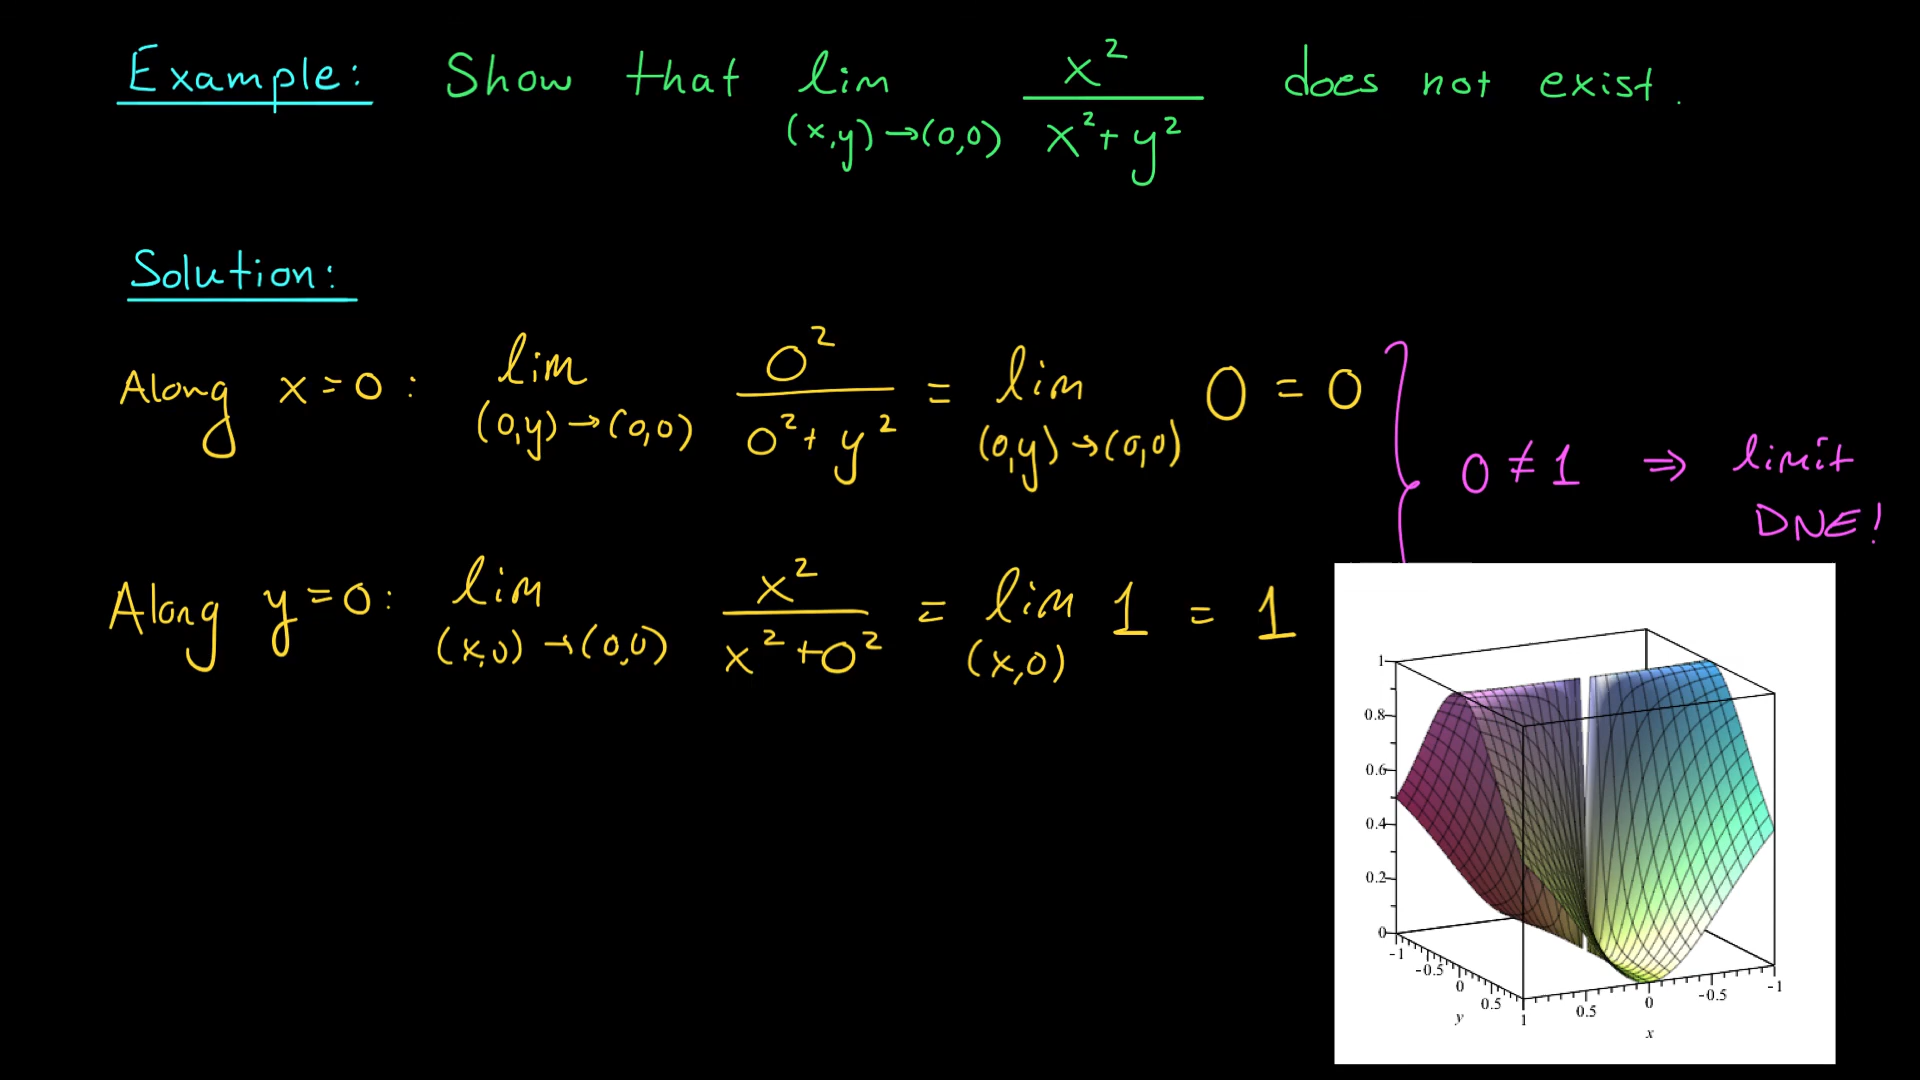 Example: Show that lim (x,y)→(0,0) x²/(x²+y²) does not exist.
Solution:
Along x=0: lim (0,y)→(0,0) 0²/(0²+y²) = lim (0,y)→(0,0) 0 = 0
0 ≠ 1 ⇒ limit
DNE!
Along y=0: lim (x,0)→(0,0) x²/(x²+0²) = lim (x,0) 1 = 1
1
0.8
0.6
0.4
0.2
0
-1
-0.5
0
0.5
1
y
0.5
0
-0.5
-1
x